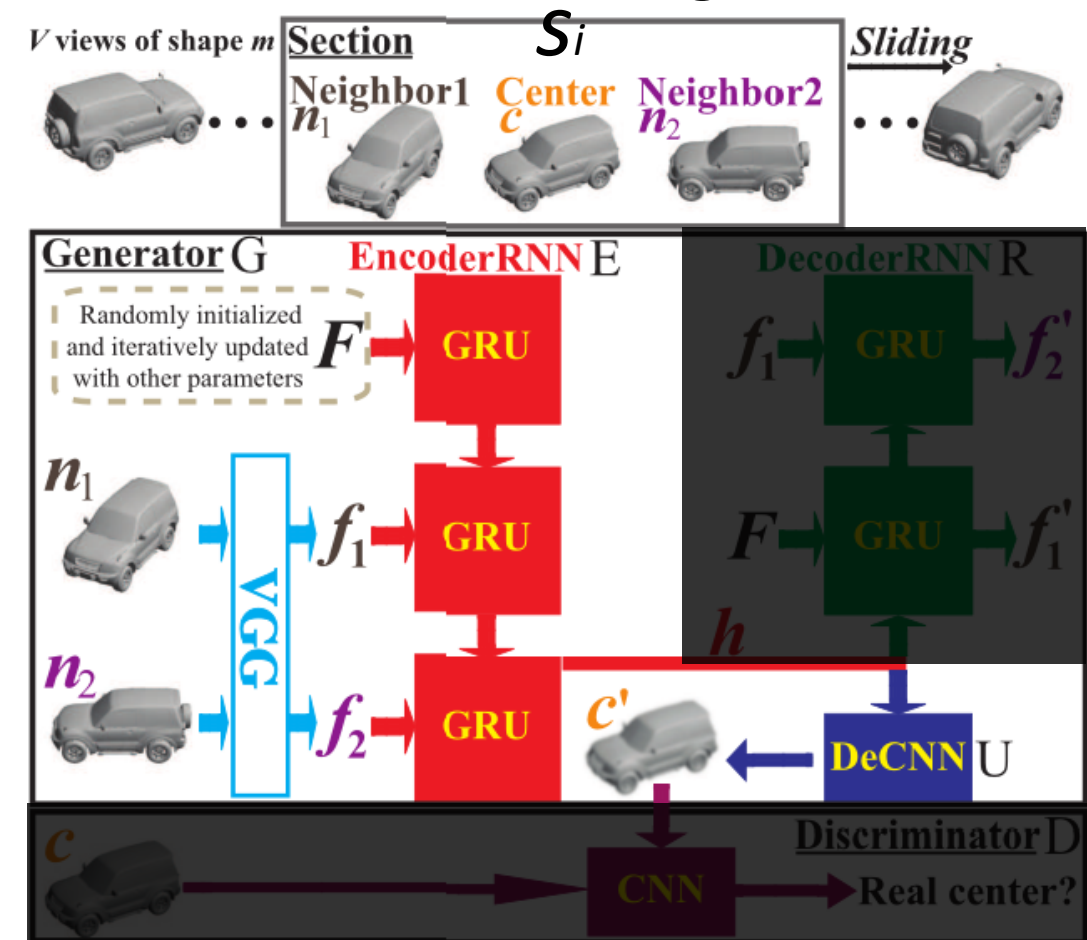 Si
V views of shape m
Section
Sliding
Neighbor1
n1
Center
c
Neighbor2
n2
Generator G
EncoderRNN E
DecoderRNN R
Randomly initialized
and iteratively updated
with other parameters
F
GRU
f1
GRU
f'2
n1
VGG
f1
GRU
F
GRU
f'1
h
n2
f2
GRU
c'
DeCNN U
c
Discriminator D
CNN
Real center?